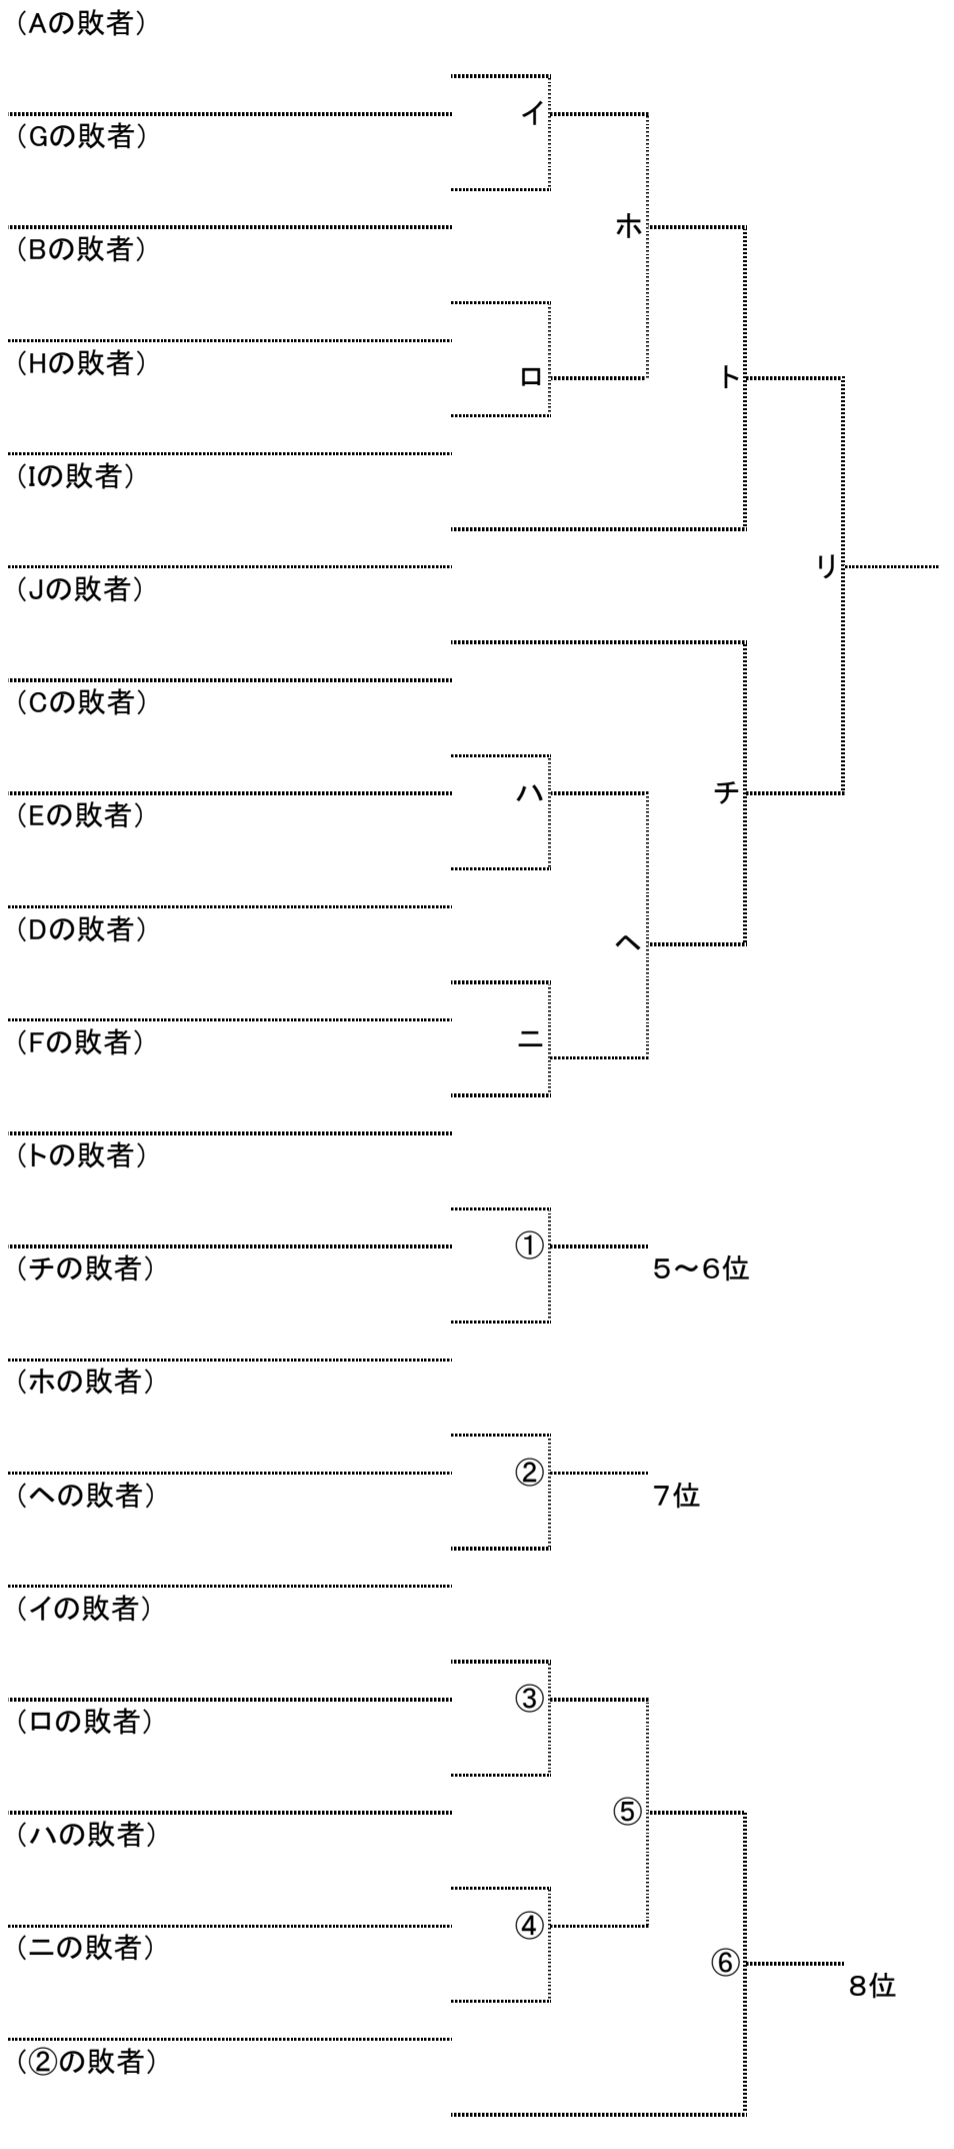 （Aの敗者）
イ
（Gの敗者）
（Bの敗者）
ホ
（Hの敗者）
ロ
ト
（Iの敗者）
リ
（Jの敗者）
（Cの敗者）
ハ
チ
（Eの敗者）
（Dの敗者）
ヘ
（Fの敗者）
ニ
（トの敗者）
①
（チの敗者）
5～6位
（ホの敗者）
②
（ヘの敗者）
7位
（イの敗者）
③
（ロの敗者）
⑤
（ハの敗者）
④
（ニの敗者）
⑥
8位
（②の敗者）